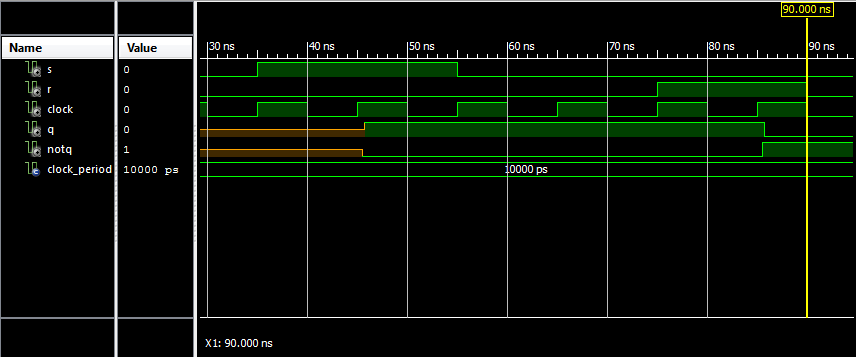 90.000 ns
Name Value 30 ns 40 ns 50 ns 60 ns 70 ns 80 ns 90 ns
s 0
r 0
clock 0
q 0
notq 1
clock_period 10000 ps 10000 ps
X1: 90.000 ns